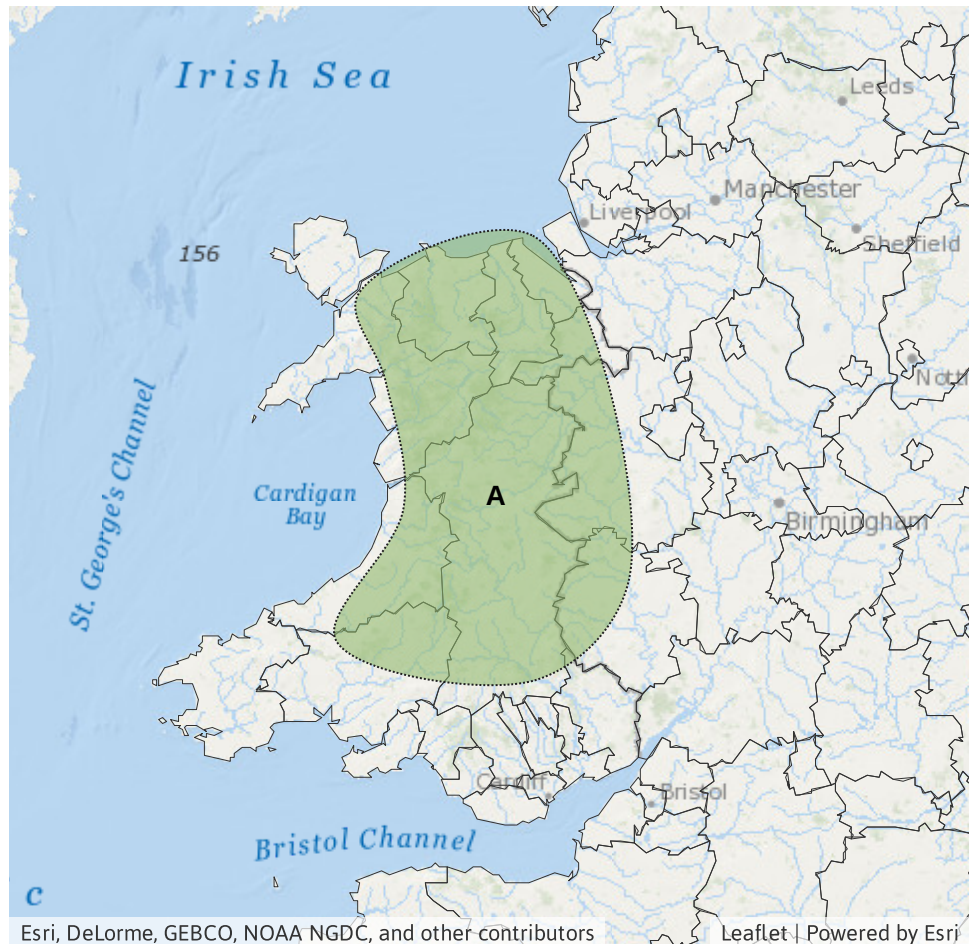 Irish Sea
Leeds
Manchester
Liverpool
Sheffield
156
St. George's Channel
Cardigan
Bay
A
Birmingham
Cardiff
Bristol
Bristol Channel
c
Esri, DeLorme, GEBCO, NOAA NGDC, and other contributors
Leaflet | Powered by Esri